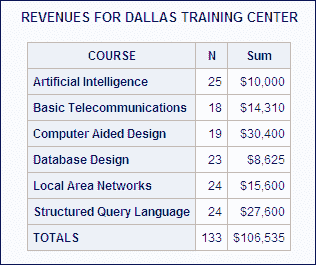 REVENUES FOR DALLAS TRAINING CENTER
COURSE N Sum
Artificial Intelligence 25 $10,000
Basic Telecommunications 18 $14,310
Computer Aided Design 19 $30,400
Database Design 23 $8,625
Local Area Networks 24 $15,600
Structured Query Language 24 $27,600
TOTALS 133 $106,535